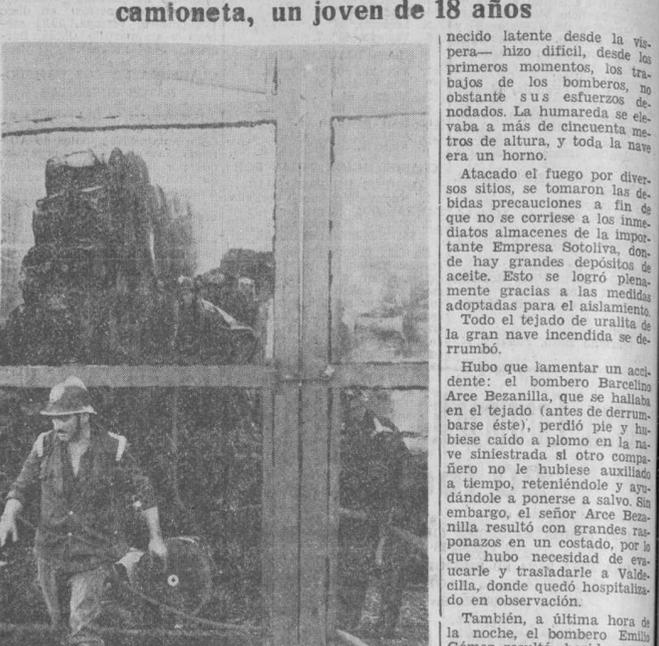 camioneta, un joven de 18 años
necido latente desde la vis-
pera— hizo dificil, desde los
primeros momentos, los tra-
bajos de los bomberos, no
obstante sus esfuerzos de-
nodados. La humareda se ele-
vaba a más de cincuenta me-
tros de altura, y toda la nave
era un horno.
Atacado el fuego por diver-
sos sitios, se tomaron las de-
bidas precauciones a fin de
que no se corriese a los inme-
diatos almacenes de la impor-
tante Empresa Sotoliva, don-
de hay grandes depósitos de
aceite. Esto se logró plena-
mente gracias a las medidas
adoptadas para el aislamiento.
Todo el tejado de uralita de
la gran nave incendida se de-
rrumbó.
Hubo que lamentar un acci-
dente: el bombero Barcelino
Arce Bezanilla, que se hallaba
en el tejado (antes de derrum-
barse éste), perdió pie y hu-
biese caído a plomo en la na-
ve siniestrada si otro compa-
ñero no le hubiese auxiliado
a tiempo, reteniéndole y ayu-
dándole a ponerse a salvo. Sin
embargo, el señor Arce Beza-
nilla resultó con grandes ras-
ponazos en un costado, por lo
que hubo necesidad de eva-
ucarle y trasladarle a Valde-
cilla, donde quedó hospitaliza-
do en observación.
También, a última hora de
la noche, el bombero Emilio